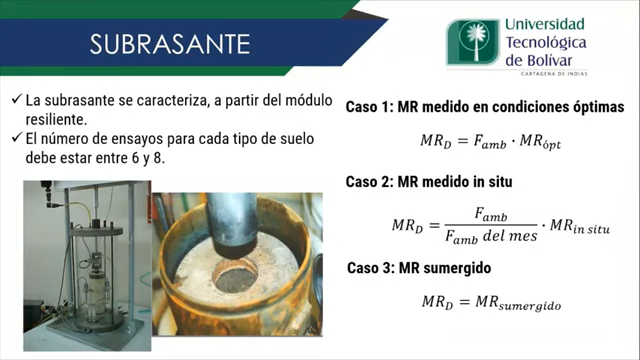 SUBRASANTE
Universidad
Tecnológica
de Bolívar
CARTAGENA DE INDIAS
✓ La subrasante se caracteriza, a partir del módulo
resiliente.
✓ El número de ensayos para cada tipo de suelo
debe estar entre 6 y 8.
Caso 1: MR medido en condiciones óptimas
MR_D = F_amb · MR_ópt
Caso 2: MR medido in situ
MR_D = F_amb / F_amb del mes · MR_in situ
Caso 3: MR sumergido
MR_D = MR_sumergido